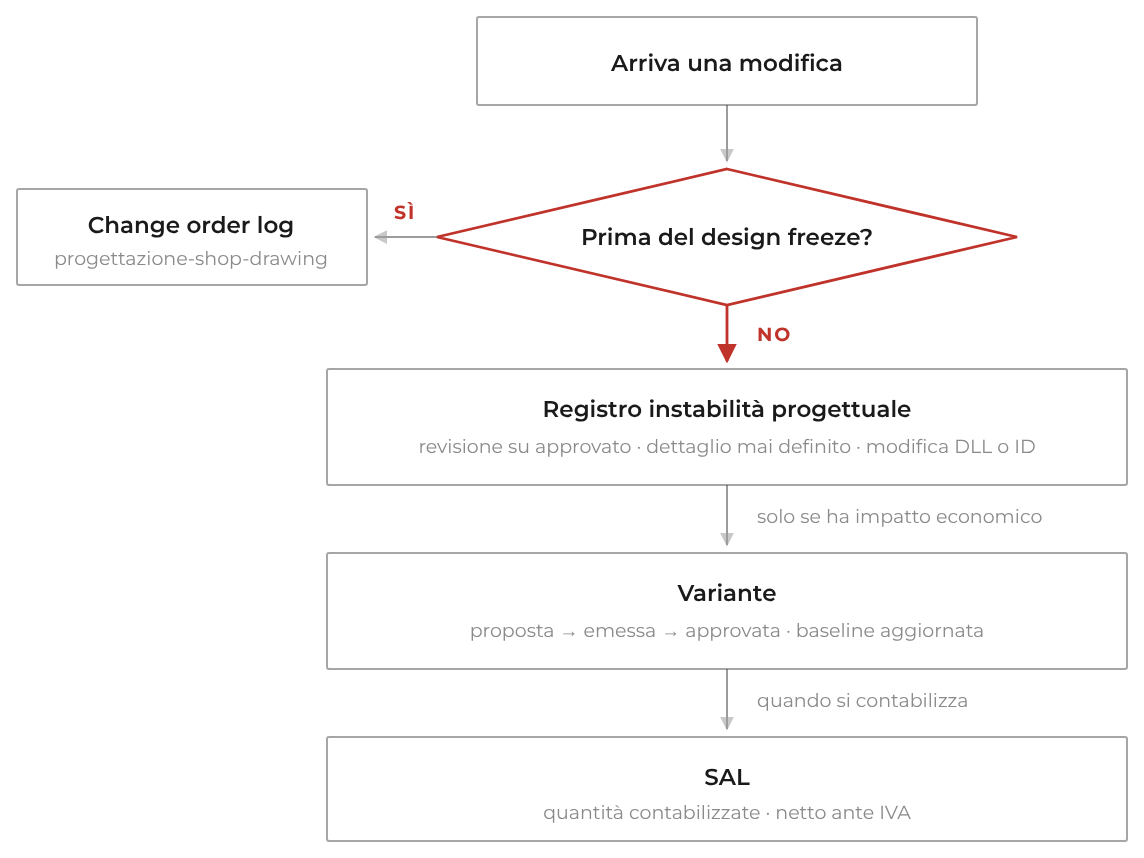 Arriva una modifica
Prima del design freeze?
SÌ
Change order log
progettazione-shop-drawing
NO
Registro instabilità progettuale
revisione su approvato · dettaglio mai definito · modifica DLL o ID
solo se ha impatto economico
Variante
proposta → emessa → approvata · baseline aggiornata
quando si contabilizza
SAL
quantità contabilizzate · netto ante IVA